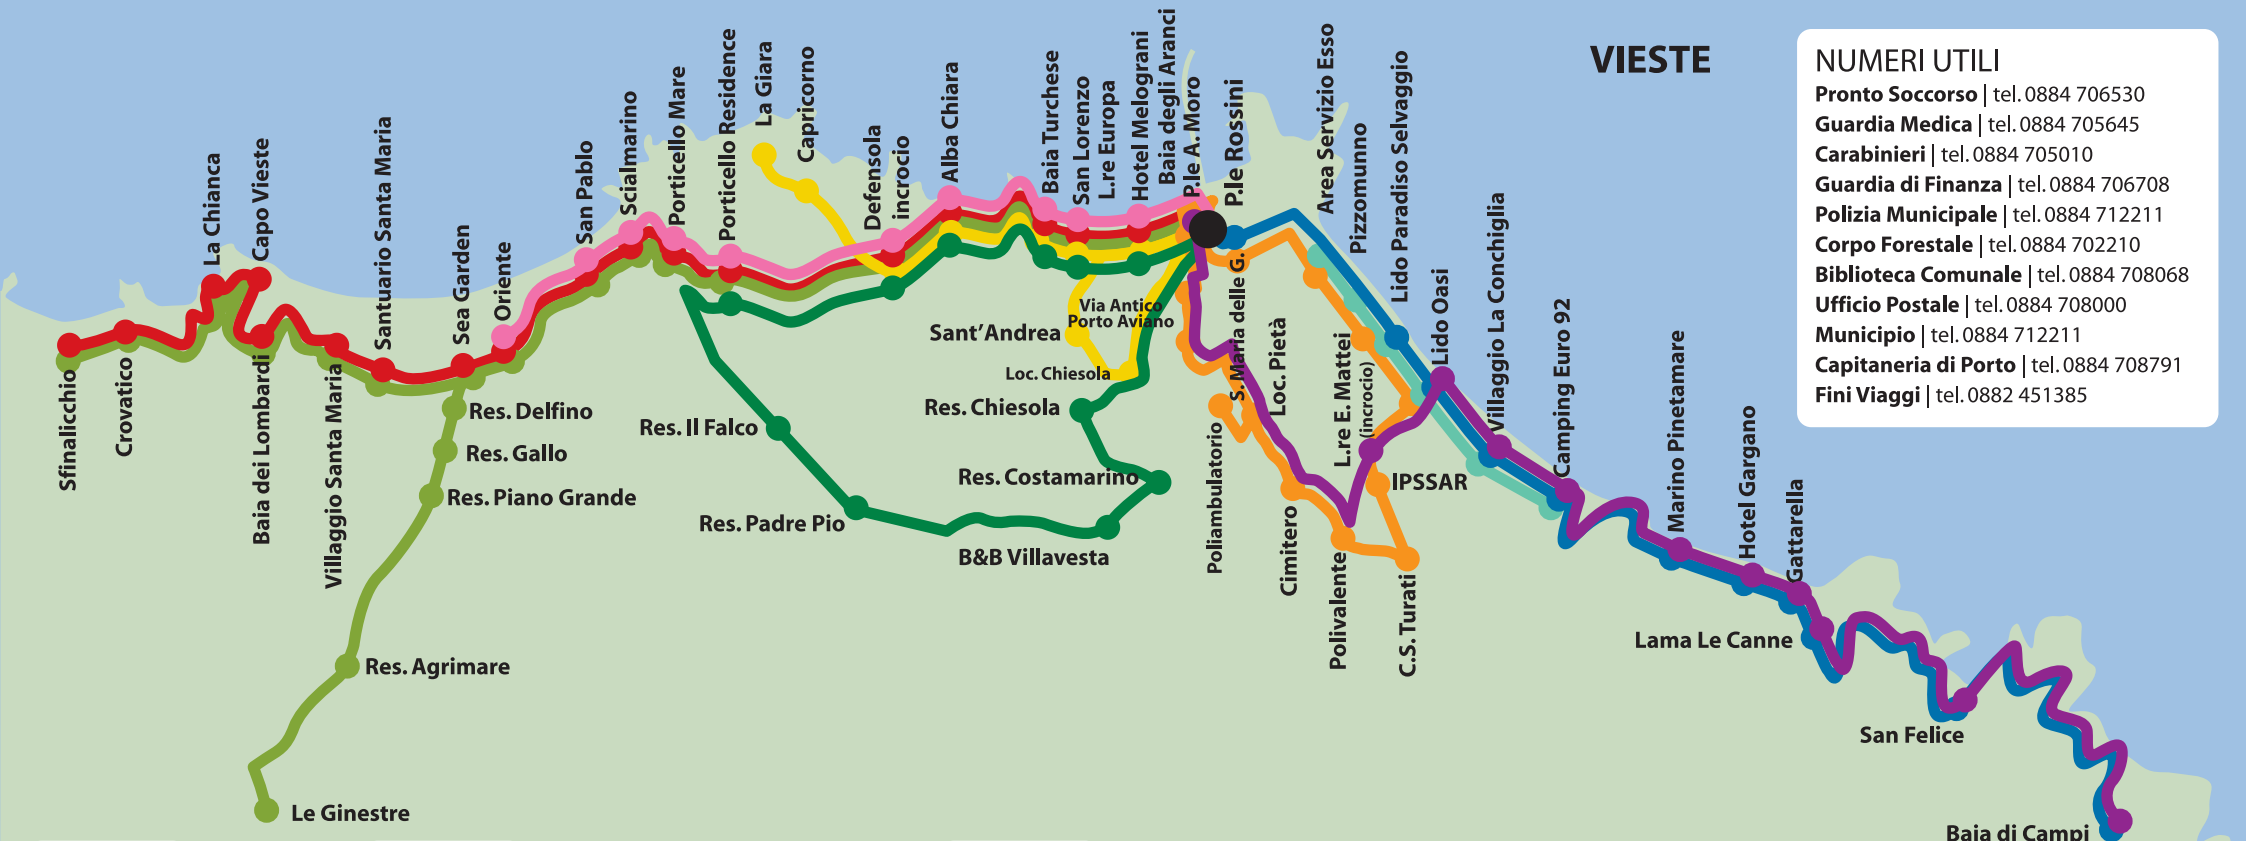 VIESTE
NUMERI UTILI
Pronto Soccorso | tel. 0884 706530
Guardia Medica | tel. 0884 705645
Carabinieri | tel. 0884 705010
Guardia di Finanza | tel. 0884 706708
Polizia Municipale | tel. 0884 712211
Corpo Forestale | tel. 0884 702210
Biblioteca Comunale | tel. 0884 708068
Ufficio Postale | tel. 0884 708000
Municipio | tel. 0884 712211
Capitaneria di Porto | tel. 0884 708791
Fini Viaggi | tel. 0882 451385
Sfinalicchio
Crovatico
La Chianca
Capo Vieste
Baia dei Lombardi
Villaggio Santa Maria
Santuario Santa Maria
Sea Garden
Oriente
San Pablo
Scialmarino
Porticello Mare
Porticello Residence
La Giara
Capricorno
Defensola
incrocio
Alba Chiara
Baia Turchese
San Lorenzo
L.re Europa
Hotel Melograni
Baia degli Aranci
P.le A. Moro
P.le Rossini
Area Servizio Esso
Pizzomunno
Lido Paradiso Selvaggio
Lido Oasi
Villaggio La Conchiglia
Camping Euro 92
Marino Pinetamare
Hotel Gargano
Gattarella
Lama Le Canne
San Felice
Baia di Campi
Res. Delfino
Res. Gallo
Res. Piano Grande
Res. Agrimare
Le Ginestre
Res. Il Falco
Res. Padre Pio
B&B Villavesta
Res. Costamarino
Res. Chiesola
Loc. Chiesola
Sant'Andrea
Via Antico
Porto Aviano
S. Maria delle G.
Loc. Pietà
Poliambulatorio
Cimitero
L.re E. Mattei
(incrocio)
IPSSAR
Polivalente
C.S. Turati